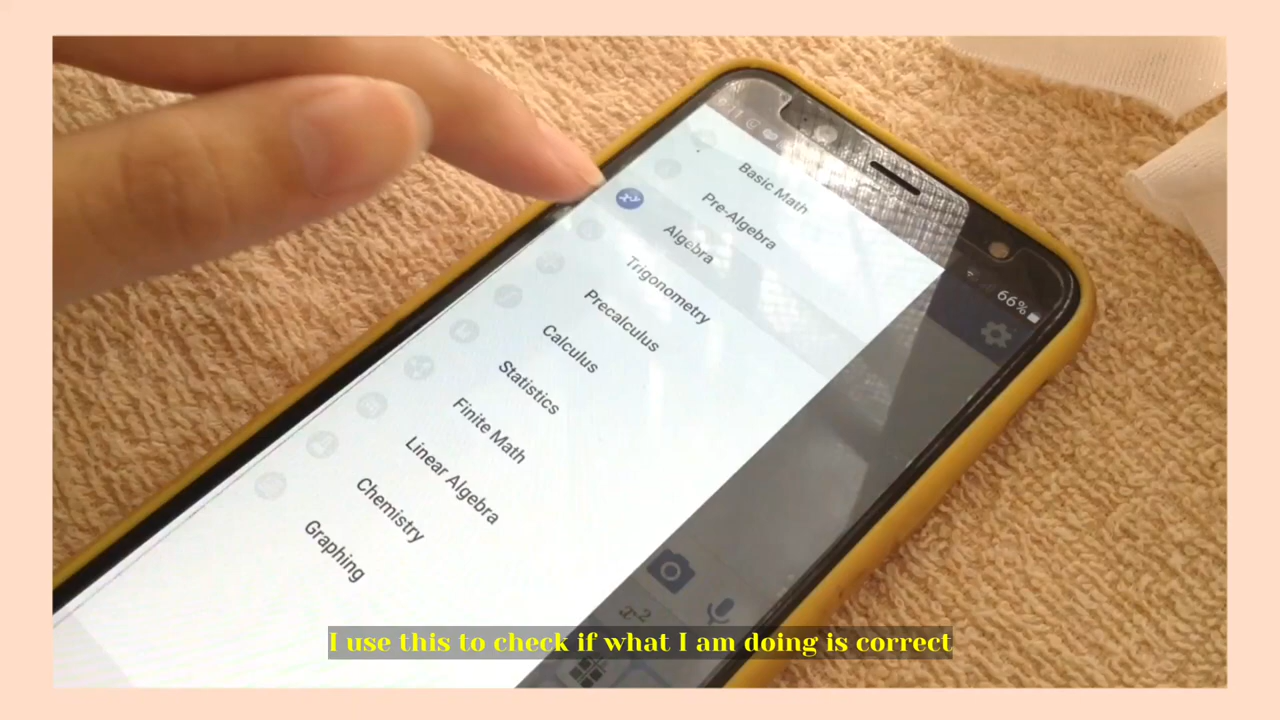 Basic Math
Pre-Algebra
Algebra
Trigonometry
Precalculus
Calculus
Statistics
Finite Math
Linear Algebra
Chemistry
Graphing
66%
x²
I use this to check if what I am doing is correct